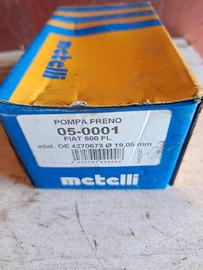 metelli
POMPA FRENO
05-0001
FIAT 500 FL
adat. OE 4270673 Ø 19,05 mm
metelli